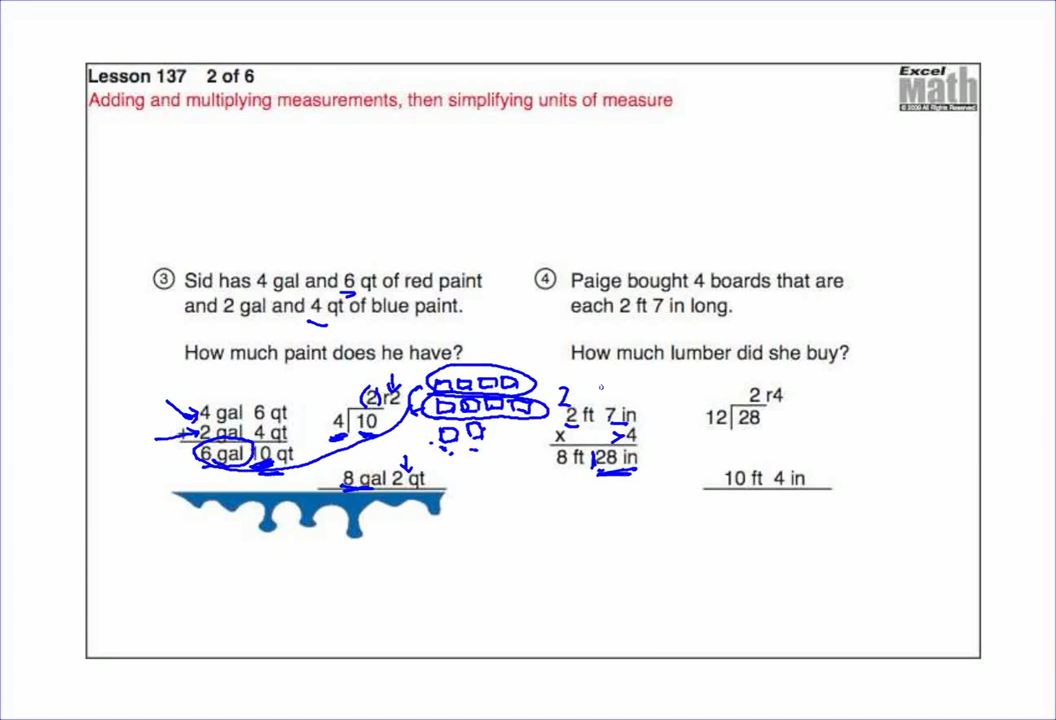 Lesson 137 2 of 6
Adding and multiplying measurements, then simplifying units of measure
Excel
Math
© 2009 All Rights Reserved
③ Sid has 4 gal and 6 qt of red paint
and 2 gal and 4 qt of blue paint.
How much paint does he have?
4 gal 6 qt
+ 2 gal 4 qt
6 gal 10 qt
2 r2
4 10
8 gal 2 qt
④ Paige bought 4 boards that are
each 2 ft 7 in long.
How much lumber did she buy?
2
2 ft 7 in
x 4
8 ft 28 in
2 r4
12 28
10 ft 4 in